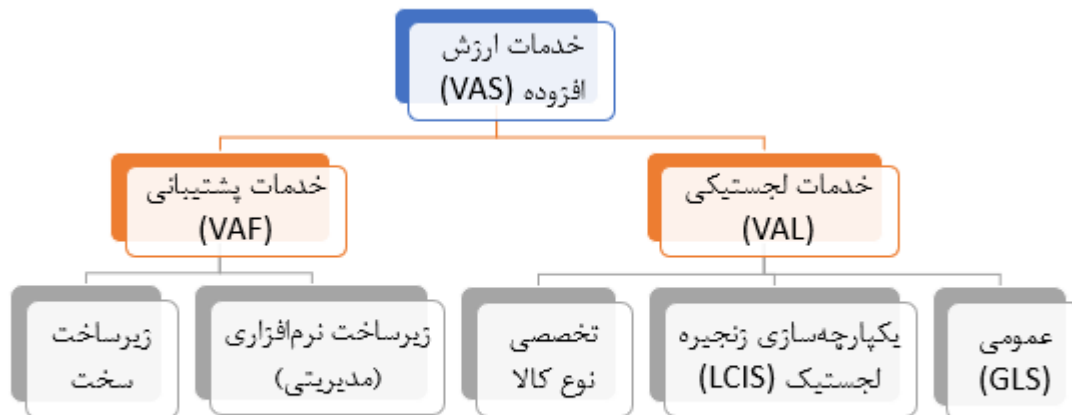 خدمات ارزش
افزوده (VAS)
خدمات لجستیکی
(VAL)
خدمات پشتیبانی
(VAF)
عمومی
(GLS)
یکپارچه‌سازی زنجیره
لجستیک (LCIS)
تخصصی
نوع کالا
زیرساخت نرم‌افزاری
(مدیریتی)
زیرساخت
سخت